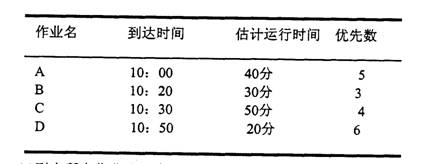 作业名 到达时间 估计运行时间 优先数
A 10：00 40分 5
B 10：20 30分 3
C 10：30 50分 4
D 10：50 20分 6